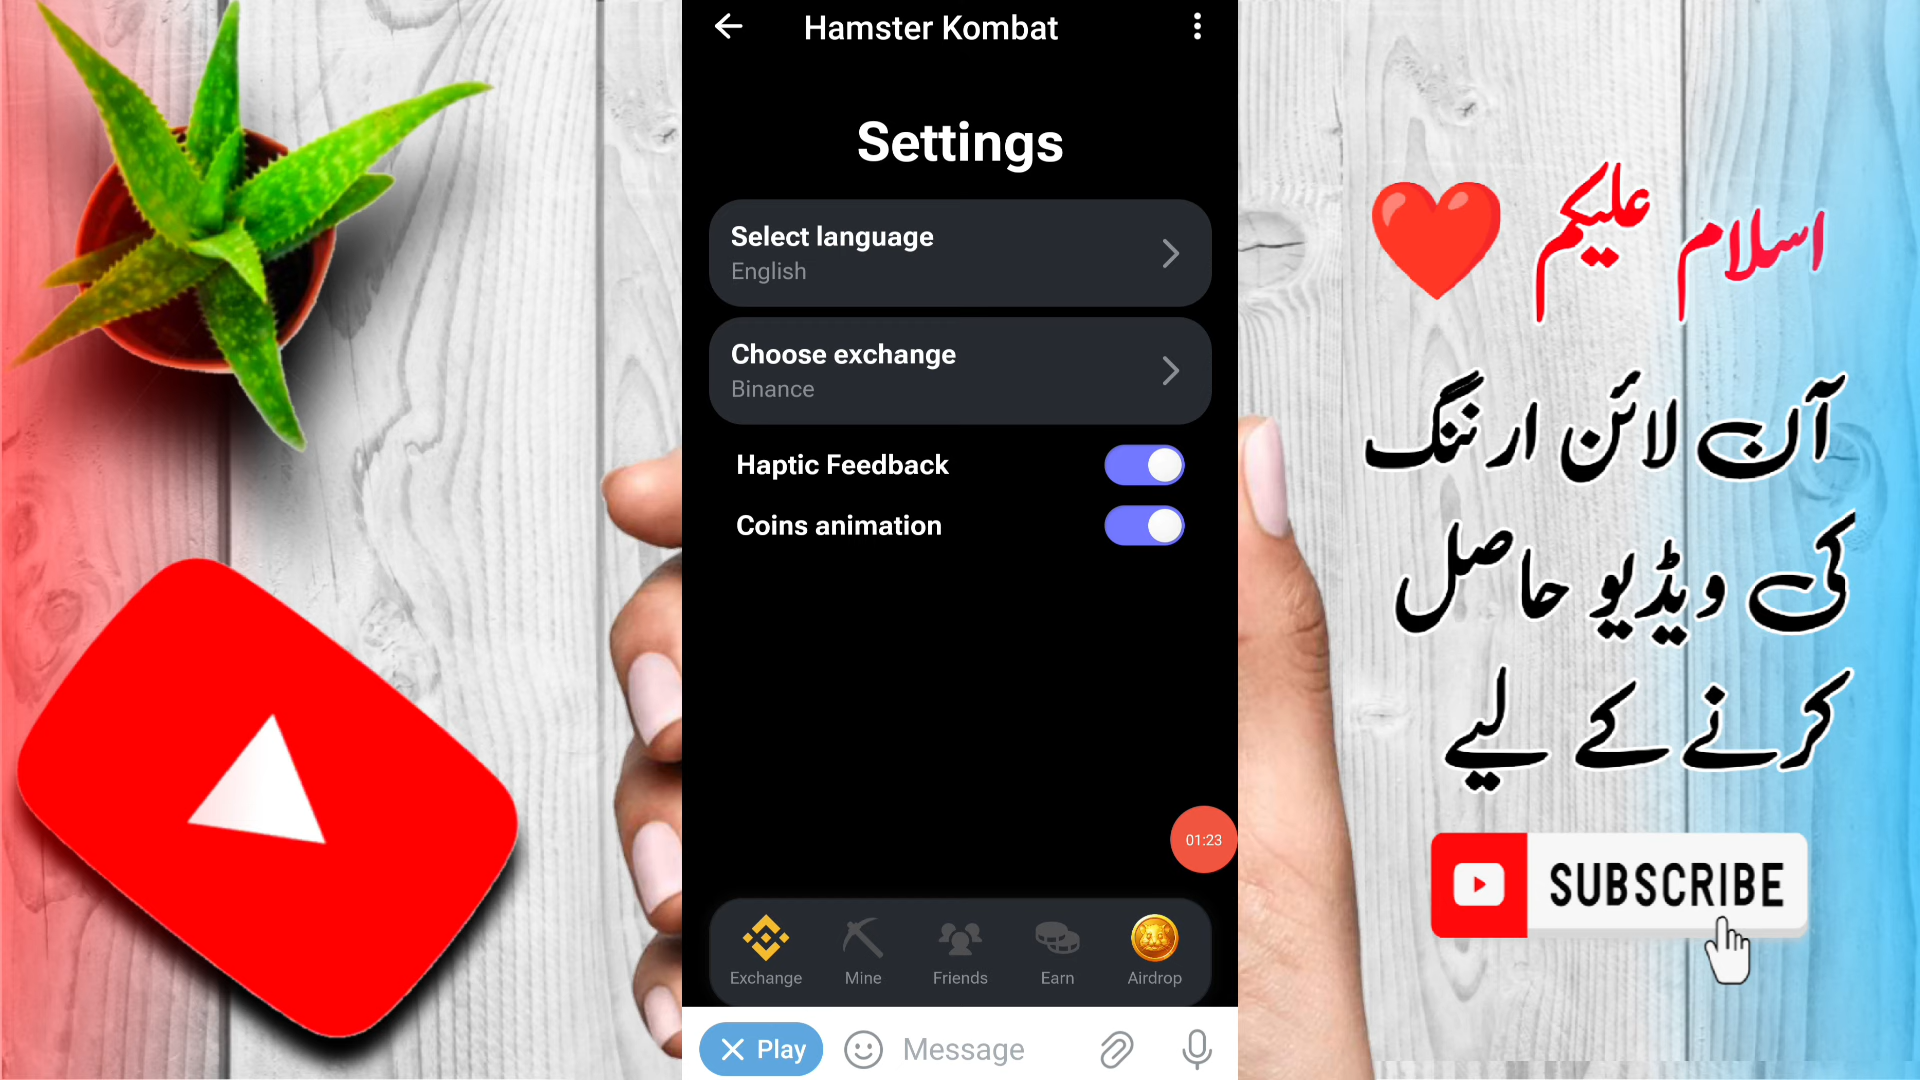 Hamster Kombat
Settings
Select language
English
Choose exchange
Binance
Haptic Feedback
Coins animation
01:23
Exchange
Mine
Friends
Earn
Airdrop
Play
Message
اسلام علیکم
آن لائن ارننگ
کی ویڈیو حاصل
کرنے کے لیے
SUBSCRIBE